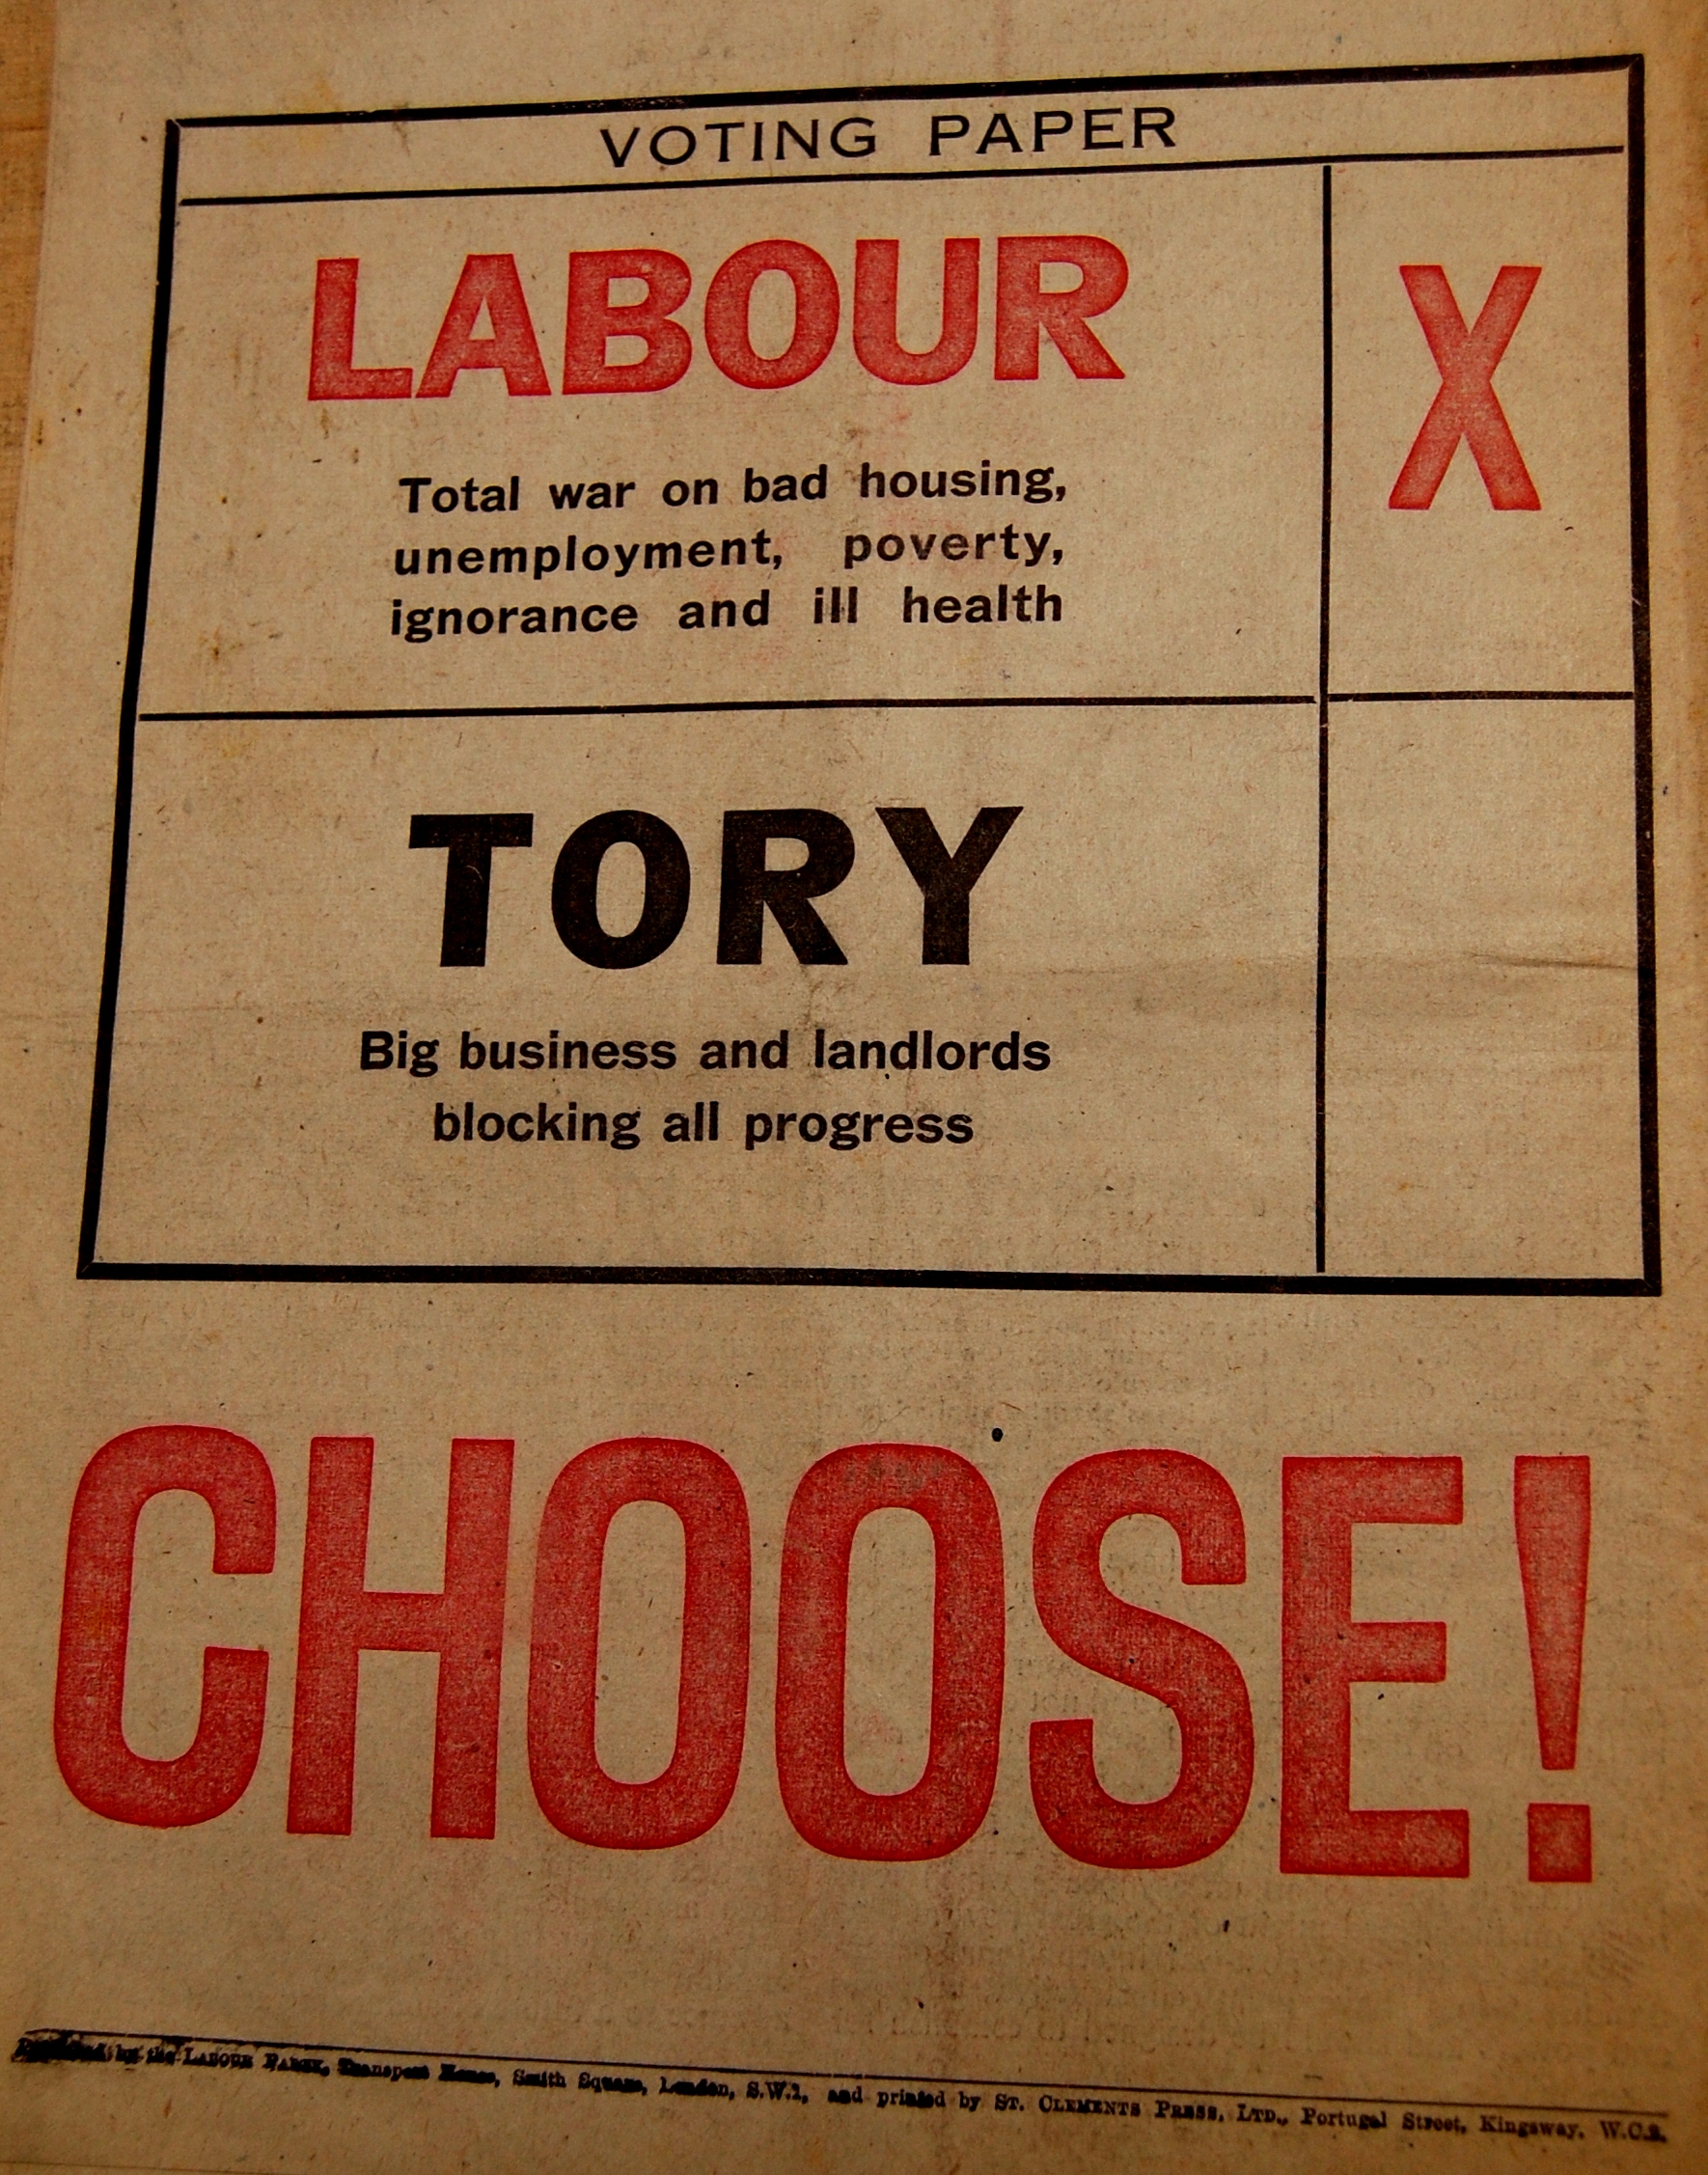 VOTING PAPER
LABOUR
X
Total war on bad housing,
unemployment, poverty,
ignorance and ill health
TORY
Big business and landlords
blocking all progress
CHOOSE!
by the LABOUR PARTY, Transport House, Smith Square, London, S.W.1, and printed by ST. CLEMENTS PRESS, LTD., Portugal Street, Kingsway, W.C.2.